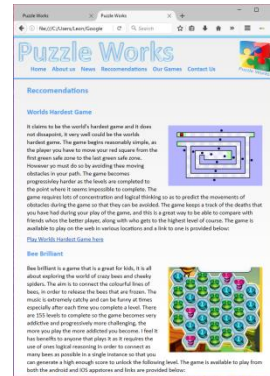 Puzzle Works
Puzzle Works
file:///C:/Users/Leon/Google
Search
Puzzle Works
Home About us News Reccomendations Our Games Contact Us
Reccomendations
Worlds Hardest Game
It claims to be the world's hardest game and it does
not dissapoint, it very well could be the worlds
hardest game. The game begins reasonably simple, as
the player you have to move your red square from the
first green safe zone to the last green safe zone.
However you must do so by avoiding thee moving
obstacles in your path. The game becomes
progressivley harder as the levels are completed to
the point where it seems impossible to complete. The
game requires lots of concentration and logical thinking so as to predict the movements of
obstacles during the game so that they can be avoided. The game keeps a track of the deaths that
you have had during your play of the game, and this is a great way to be able to compare with
friends whos the better player, along with who gets to the highest level of course. The game is
available to play on the web in various locations and a link to one is provided below:
Play Worlds Hardest Game here
Bee Brilliant
Bee brilliant is a game that is a great for kids, it is all
about exploring the world of crazy bees and cheeky
spiders. The aim is to connect the colourful lines of
bees, in order to release the bees that are frozen. The
music is extremely catchy and can be funny at times
especially after each time you complete a level. There
are 155 levels to complete so the game becomes very
addictive and progressively more challenging, the
more you play the more addicted you become. I feel it
has benefits to anyone that plays it as it requires the
use of ones logical reasoning in order to connect as
many bees as possible in a single instance so that you
can generate a high enough score to unlock the following level. The game is available to play from
both the android and IOS appstores and links are provided below: